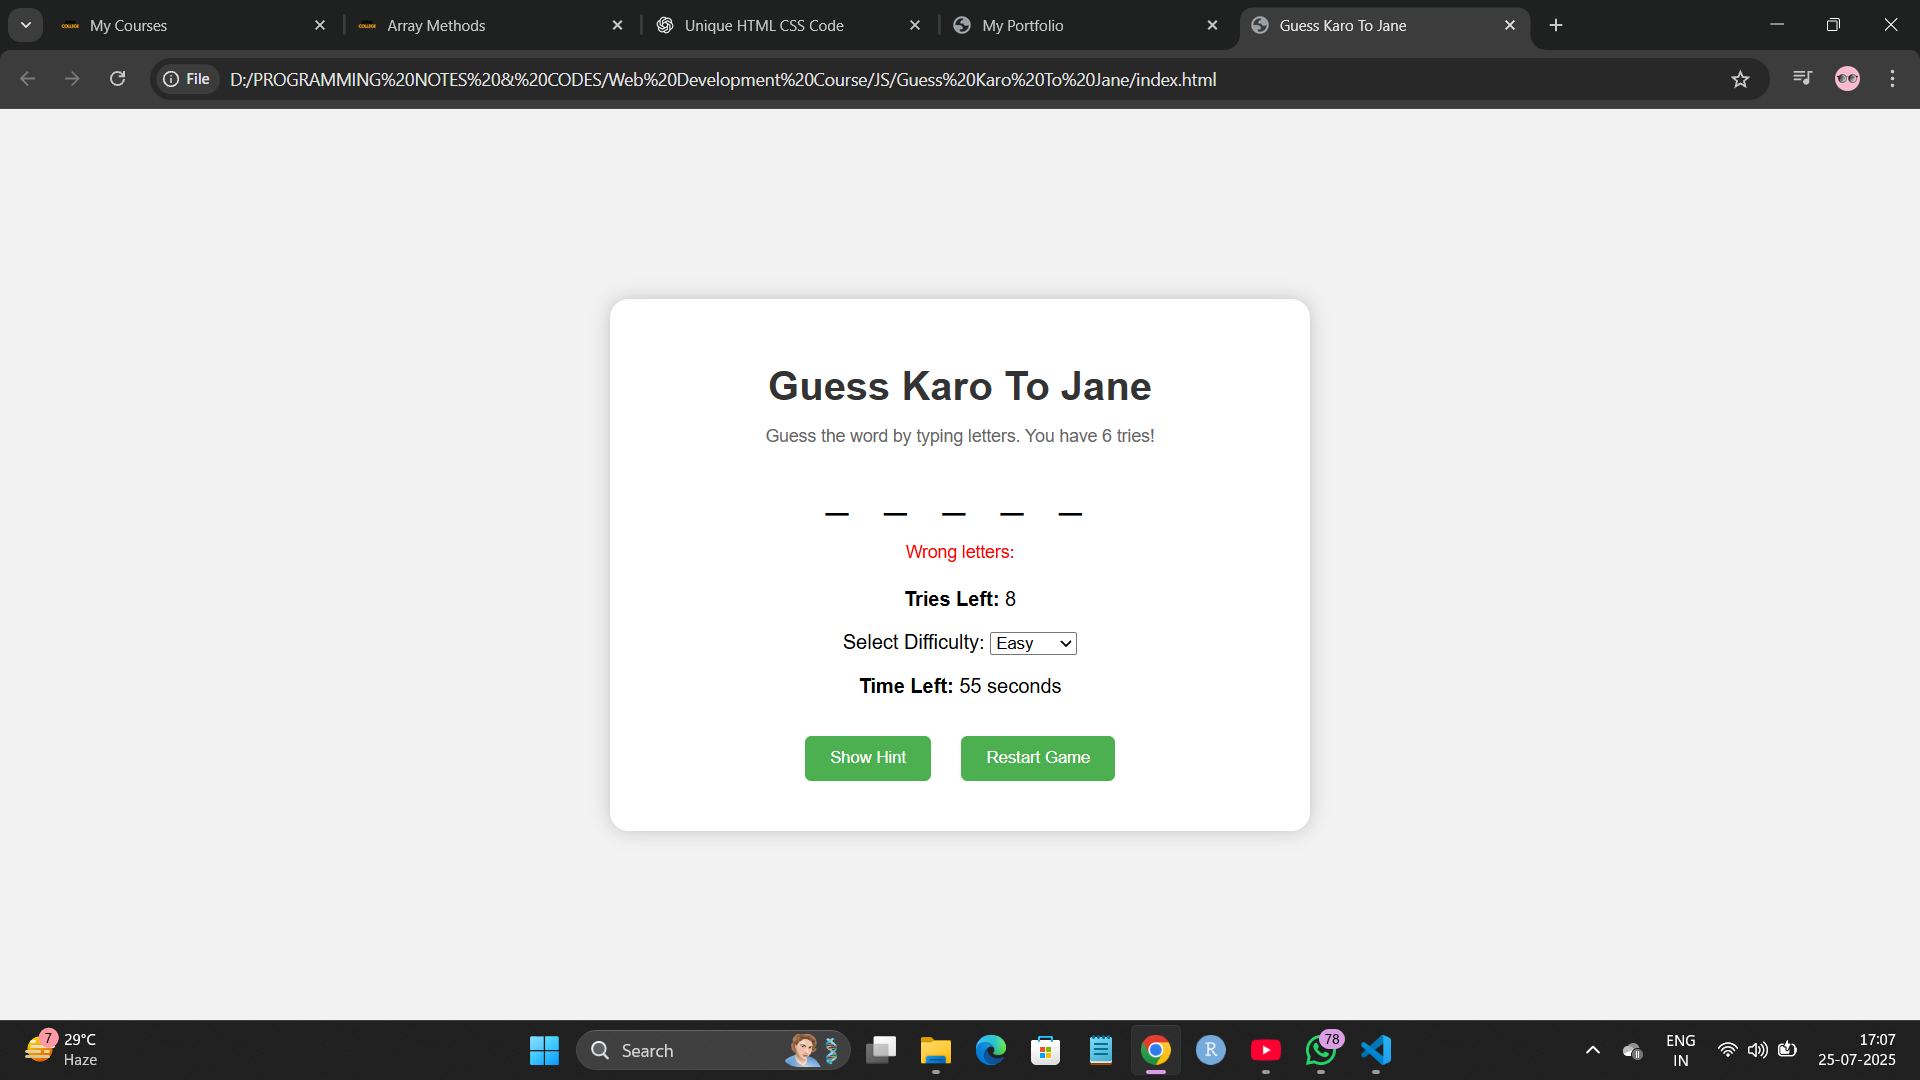 My Courses
Array Methods
Unique HTML CSS Code
My Portfolio
Guess Karo To Jane
File
D:/PROGRAMMING%20NOTES%20&%20CODES/Web%20Development%20Course/JS/Guess%20Karo%20To%20Jane/index.html
Guess Karo To Jane
Guess the word by typing letters. You have 6 tries!
_ _ _ _ _
Wrong letters:
Tries Left: 8
Select Difficulty: Easy
Time Left: 55 seconds
Show Hint
Restart Game
7
29°C
Haze
Search
R
78
ENG
IN
17:07
25-07-2025